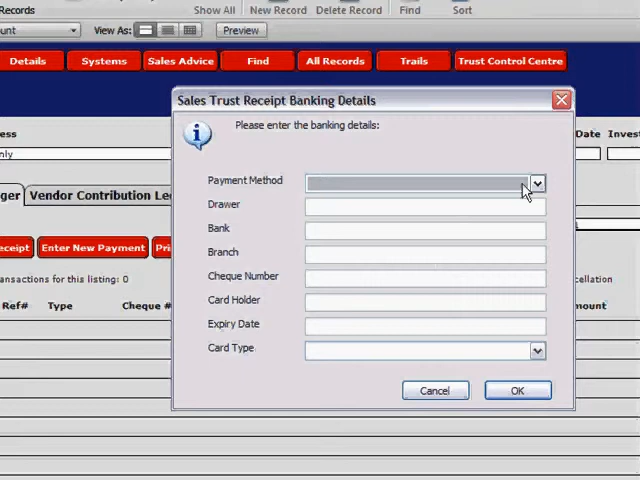 Records
Show All New Record Delete Record Find Sort
unt View As: Preview
Details Systems Sales Advice Find All Records Trails Trust Control Centre
Sales Trust Receipt Banking Details
Please enter the banking details:
ess Date Invest
nly
Payment Method
ger Vendor Contribution Le
Drawer
Bank
eceipt Enter New Payment Pri
Branch
ansactions for this listing: 0 cellation
Cheque Number
Ref# Type Cheque # mount
Card Holder
Expiry Date
Card Type
Cancel OK